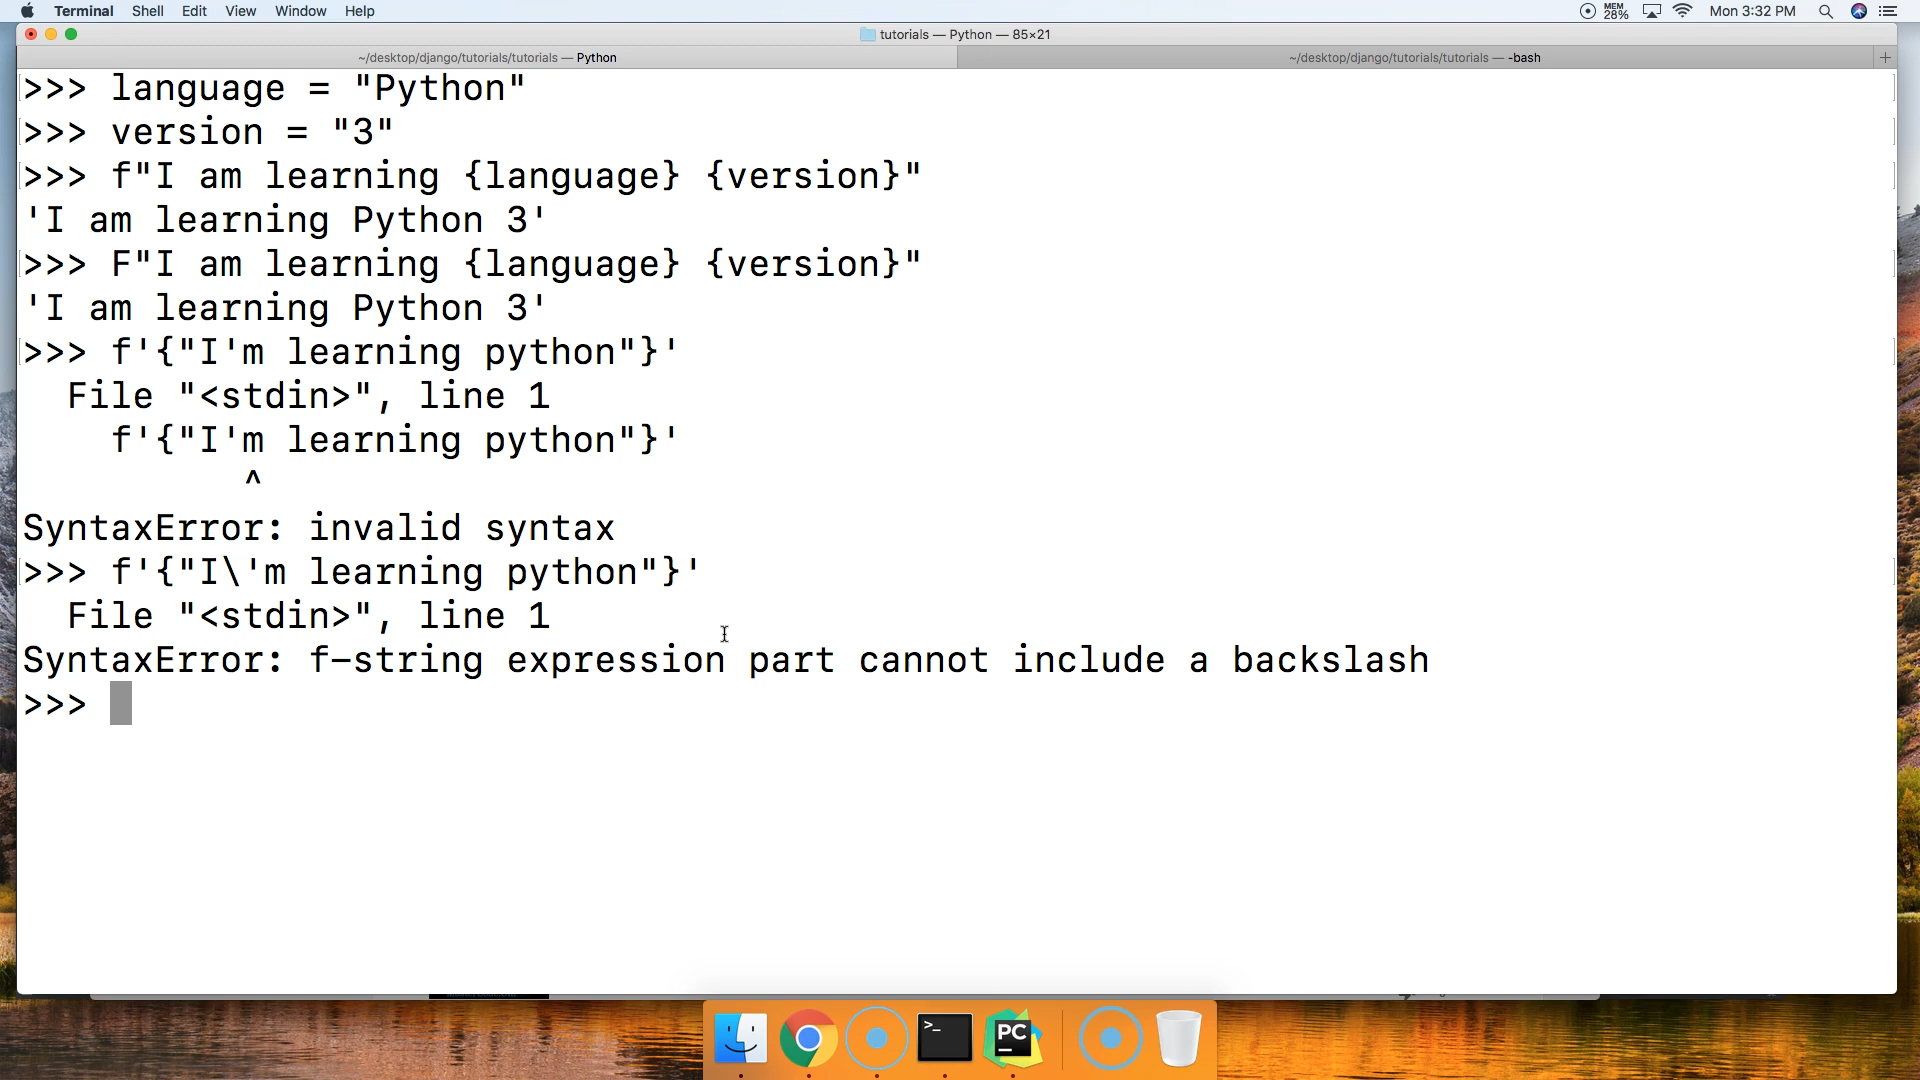 Terminal Shell Edit View Window Help MEM 28% Mon 3:32 PM
tutorials — Python — 85×21
~/desktop/django/tutorials/tutorials — Python ~/desktop/django/tutorials/tutorials — -bash +
>>> language = "Python"
>>> version = "3"
>>> f"I am learning {language} {version}"
'I am learning Python 3'
>>> F"I am learning {language} {version}"
'I am learning Python 3'
>>> f'{"I'm learning python"}'
  File "<stdin>", line 1
    f'{"I'm learning python"}'
          ^
SyntaxError: invalid syntax
>>> f'{"I\'m learning python"}'
  File "<stdin>", line 1
SyntaxError: f-string expression part cannot include a backslash
>>>
>_ PC